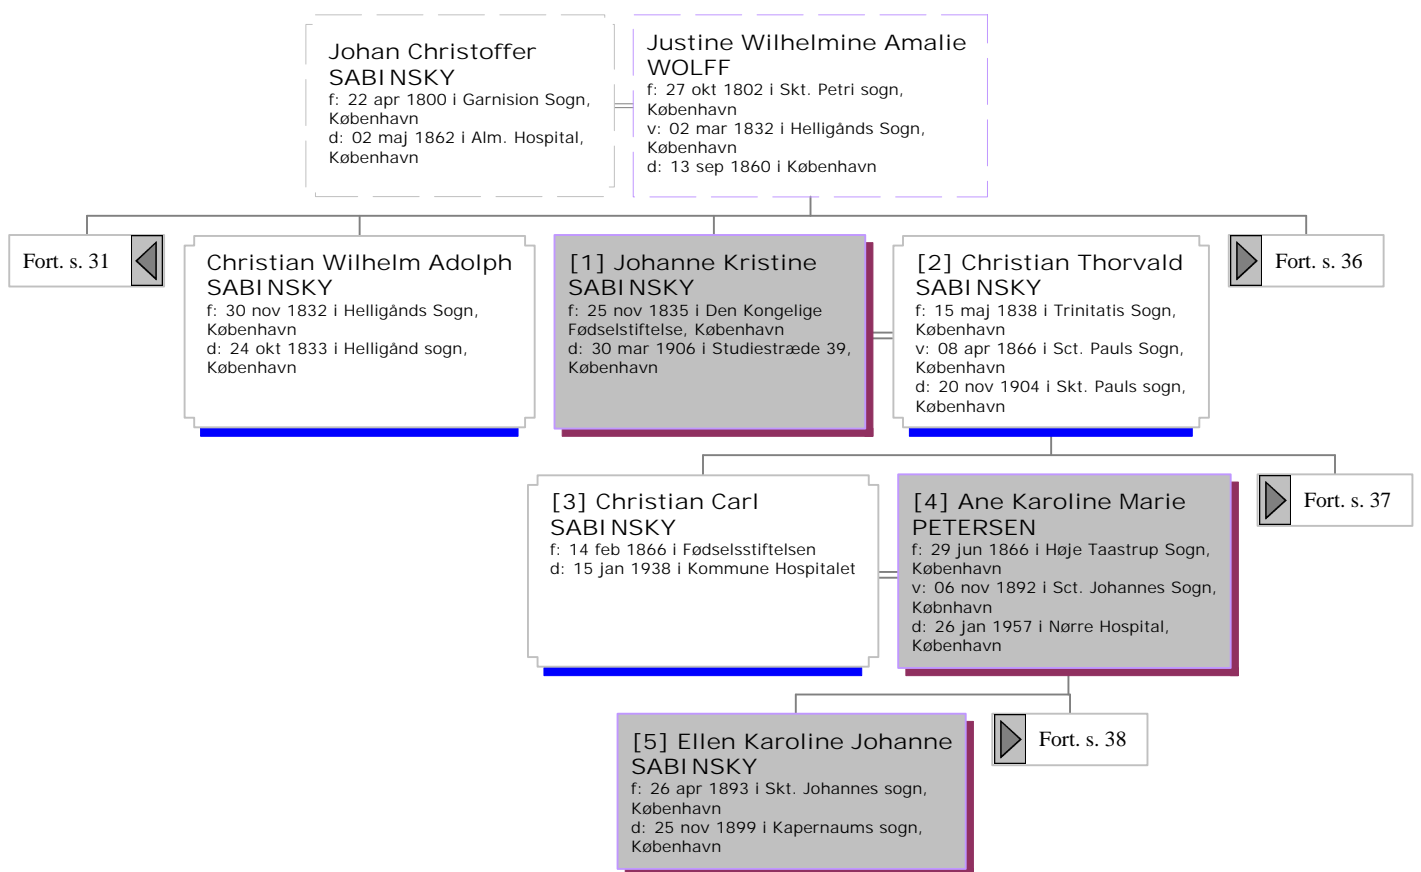 Johan Christoffer
SABINSKY
f: 22 apr 1800 i Garnision Sogn,
København
d: 02 maj 1862 i Alm. Hospital,
København
Justine Wilhelmine Amalie
WOLFF
f: 27 okt 1802 i Skt. Petri sogn,
København
v: 02 mar 1832 i Helligånds Sogn,
København
d: 13 sep 1860 i København
Fort. s. 31
Christian Wilhelm Adolph
SABINSKY
f: 30 nov 1832 i Helligånds Sogn,
København
d: 24 okt 1833 i Helligånd sogn,
København
[1] Johanne Kristine
SABINSKY
f: 25 nov 1835 i Den Kongelige
Fødselstiftelse, København
d: 30 mar 1906 i Studiestræde 39,
København
[2] Christian Thorvald
SABINSKY
f: 15 maj 1838 i Trinitatis Sogn,
København
v: 08 apr 1866 i Sct. Pauls Sogn,
København
d: 20 nov 1904 i Skt. Pauls sogn,
København
Fort. s. 36
[3] Christian Carl
SABINSKY
f: 14 feb 1866 i Fødselsstiftelsen
d: 15 jan 1938 i Kommune Hospitalet
[4] Ane Karoline Marie
PETERSEN
f: 29 jun 1866 i Høje Taastrup Sogn,
København
v: 06 nov 1892 i Sct. Johannes Sogn,
Købnhavn
d: 26 jan 1957 i Nørre Hospital,
København
Fort. s. 37
[5] Ellen Karoline Johanne
SABINSKY
f: 26 apr 1893 i Skt. Johannes sogn,
København
d: 25 nov 1899 i Kapernaums sogn,
København
Fort. s. 38